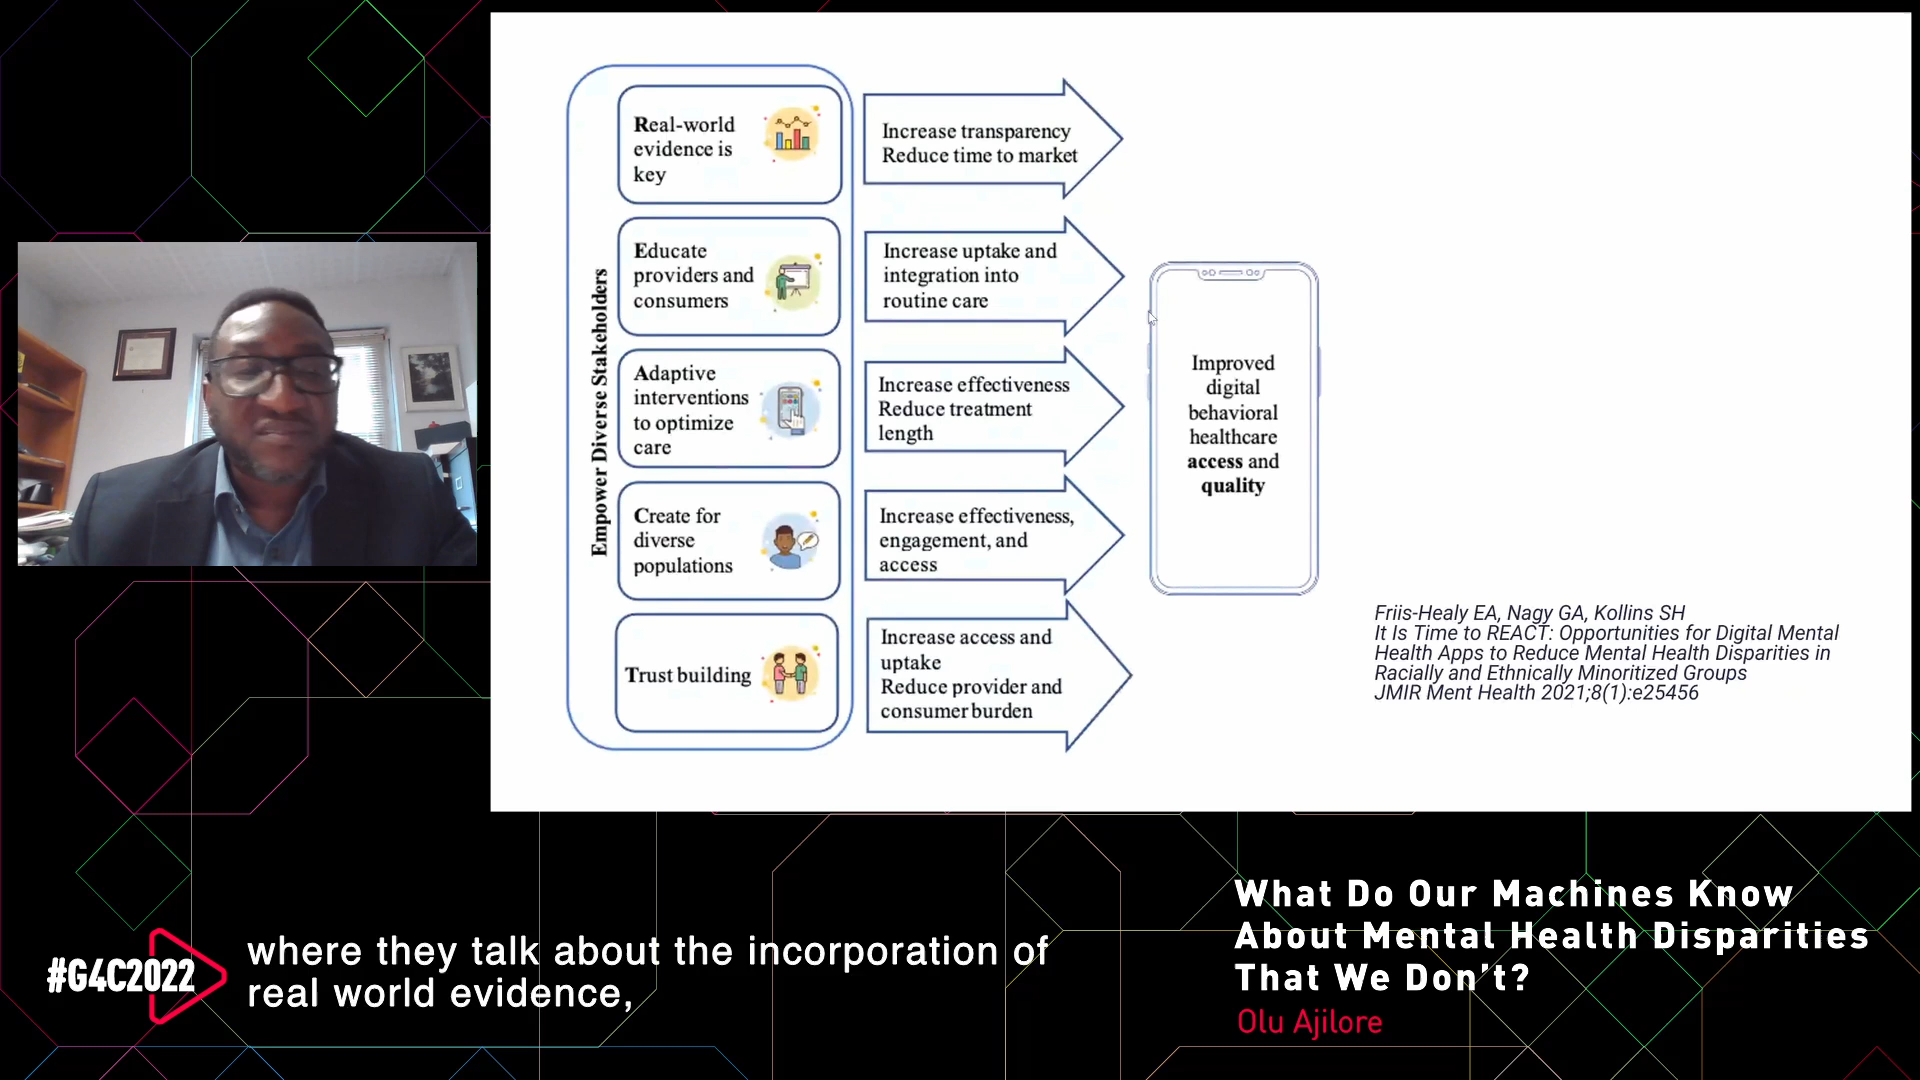 Empower Diverse Stakeholders
Real-world
evidence is
key
Increase transparency
Reduce time to market
Educate
providers and
consumers
Increase uptake and
integration into
routine care
Adaptive
interventions
to optimize
care
Increase effectiveness
Reduce treatment
length
Create for
diverse
populations
Increase effectiveness,
engagement, and
access
Trust building
Increase access and
uptake
Reduce provider and
consumer burden
Improved
digital
behavioral
healthcare
access and
quality
Friis-Healy EA, Nagy GA, Kollins SH
It Is Time to REACT: Opportunities for Digital Mental
Health Apps to Reduce Mental Health Disparities in
Racially and Ethnically Minoritized Groups
JMIR Ment Health 2021;8(1):e25456
#G4C2022
where they talk about the incorporation of
real world evidence,
What Do Our Machines Know
About Mental Health Disparities
That We Don't?
Olu Ajilore